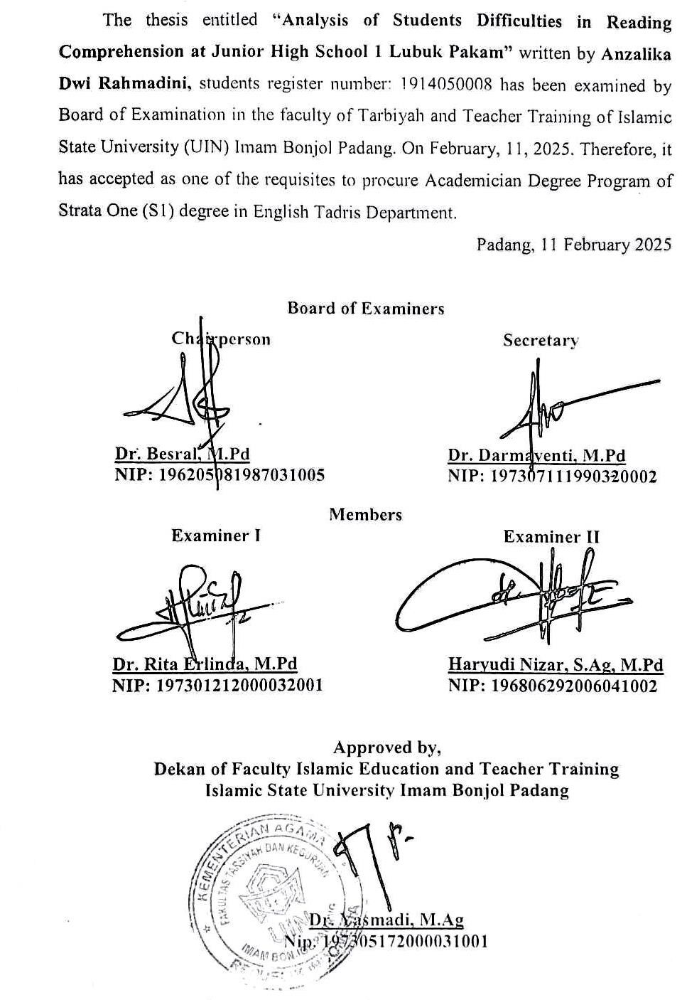 The thesis entitled “Analysis of Students Difficulties in Reading
Comprehension at Junior High School 1 Lubuk Pakam” written by Anzalika
Dwi Rahmadini, students register number: 1914050008 has been examined by
Board of Examination in the faculty of Tarbiyah and Teacher Training of Islamic
State University (UIN) Imam Bonjol Padang. On February, 11, 2025. Therefore, it
has accepted as one of the requisites to procure Academician Degree Program of
Strata One (S1) degree in English Tadris Department.
Padang, 11 February 2025
Board of Examiners
Chairperson
Secretary
Dr. Besral, M.Pd
Dr. Darmayenti, M.Pd
NIP: 196205081987031005
NIP: 197307111990320002
Members
Examiner I
Examiner II
Dr. Rita Erlinda, M.Pd
Haryudi Nizar, S.Ag, M.Pd
NIP: 197301212000032001
NIP: 196806292006041002
Approved by,
Dekan of Faculty Islamic Education and Teacher Training
Islamic State University Imam Bonjol Padang
KEMENTERIAN AGAMA
FAKULTAS TARBIYAH DAN KEGURUAN
UIN
IMAM BONJOL PADANG
Dr. Yasmadi, M.Ag
Nip. 197305172000031001